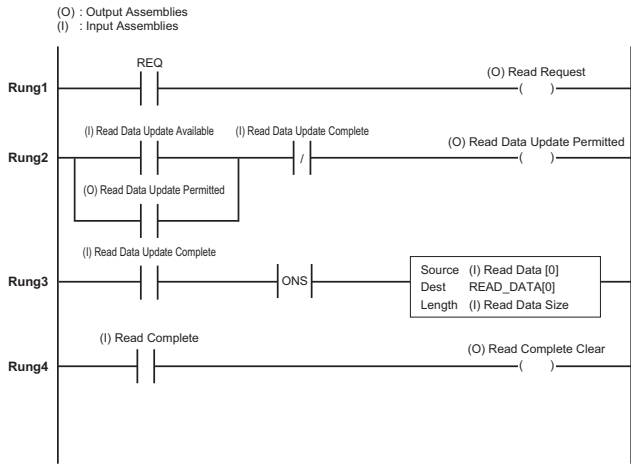 (O) : Output Assemblies
(I) : Input Assemblies
REQ
(O) Read Request
Rung1
( )
(I) Read Data Update Available
(I) Read Data Update Complete
(O) Read Data Update Permitted
Rung2
/
( )
(O) Read Data Update Permitted
(I) Read Data Update Complete
Rung3
ONS
Source (I) Read Data [0]
Dest READ_DATA[0]
Length (I) Read Data Size
(I) Read Complete
(O) Read Complete Clear
Rung4
( )